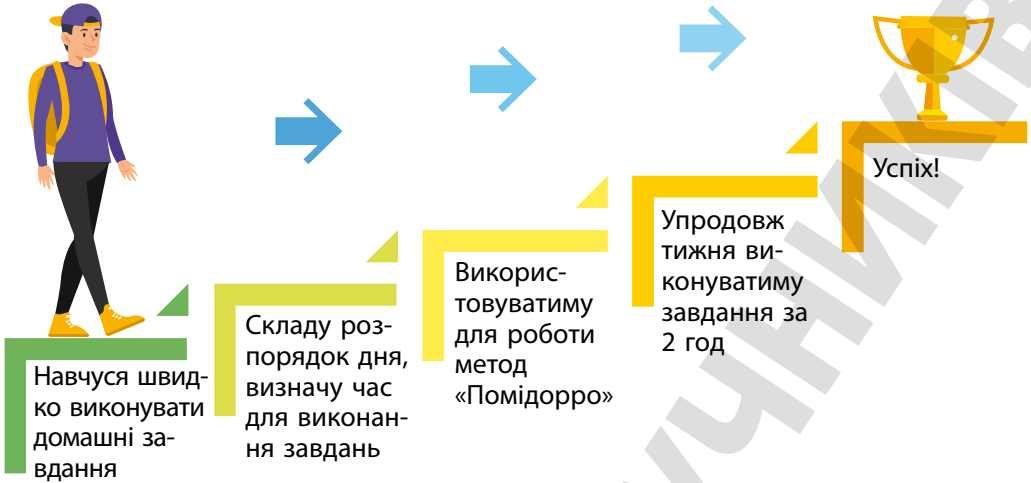 Навчуся швид-
ко виконувати
домашні за-
вдання
Складу роз-
порядок дня,
визначу час
для виконан-
ня завдань
Використ-
товуватиму
для роботи
метод
«Помідорро»
Упродовж
тижня ви-
конуватиму
завдання за
2 год
Успіх!